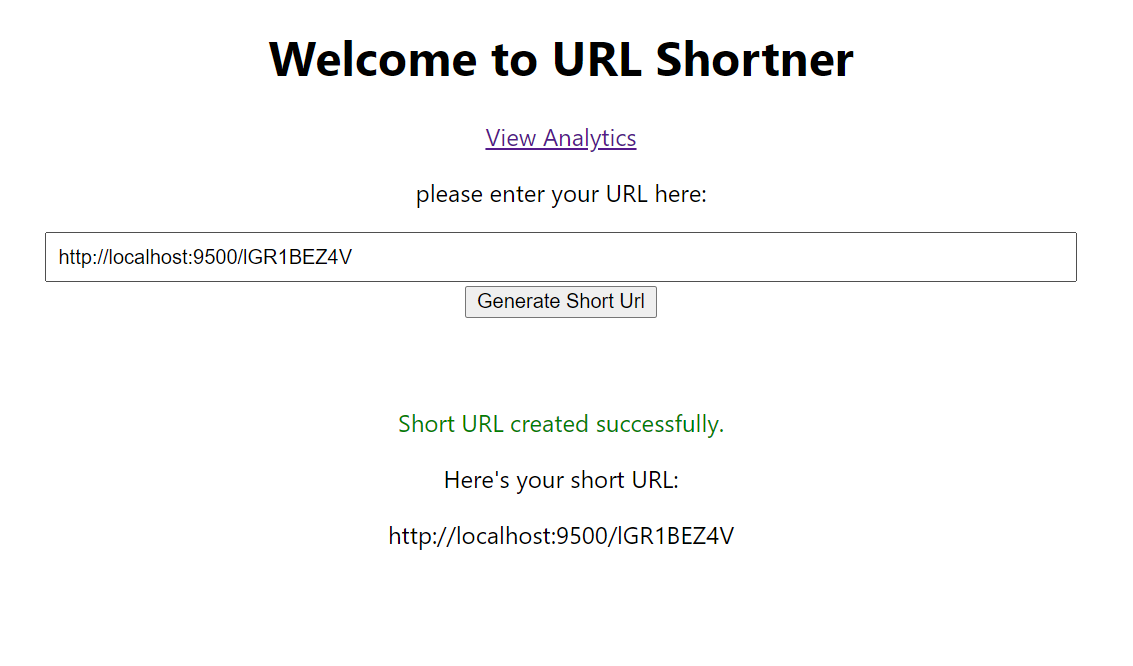 Welcome to URL Shortner
View Analytics
please enter your URL here:
http://localhost:9500/lGR1BEZ4V
Generate Short Url
Short URL created successfully.
Here's your short URL:
http://localhost:9500/lGR1BEZ4V